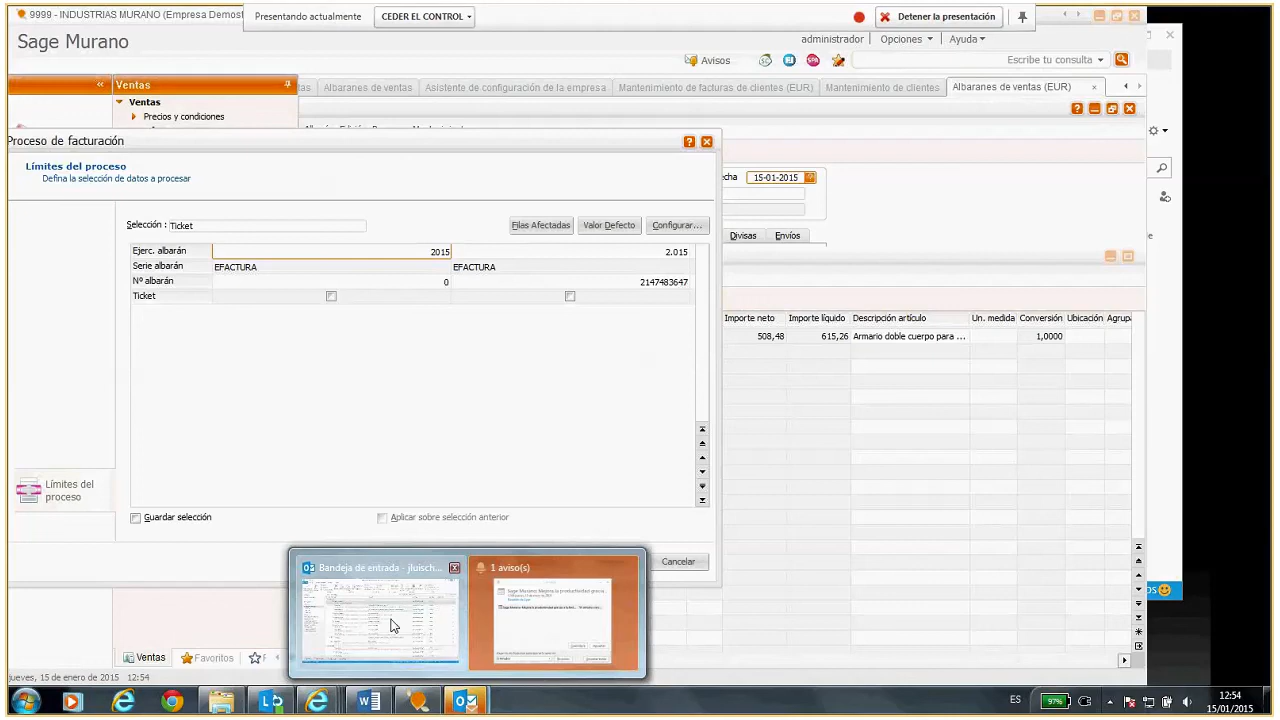 9999 - INDUSTRIAS MURANO (Empresa Demost
Presentando actualmente
CEDER EL CONTROL
Detener la presentación
Sage Murano
administrador
Opciones
Ayuda
Avisos
Escribe tu consulta
Ventas
Albaranes de ventas
Asistente de configuración de la empresa
Mantenimiento de facturas de clientes (EUR)
Mantenimiento de clientes
Albaranes de ventas (EUR)
Ventas
Precios y condiciones
Proceso de facturación
Límites del proceso
Defina la selección de datos a procesar
echa
15-01-2015
Selección :
Ticket
Filas Afectadas
Valor Defecto
Configurar...
Divisas
Envíos
Ejerc. albarán
2015
2.015
Serie albarán
EFACTURA
EFACTURA
Nº albarán
0
2147483647
Ticket
Importe neto
Importe líquido
Descripción artículo
Un. medida
Conversión
Ubicación
Agrupa
508,48
615,26
Armario doble cuerpo para ...
1,0000
Límites del
proceso
Guardar selección
Aplicar sobre selección anterior
Cancelar
Bandeja de entrada - jluisch...
1 aviso(s)
Ventas
Favoritos
F
jueves, 15 de enero de 2015
12:54
ES
97%
12:54
15/01/2015